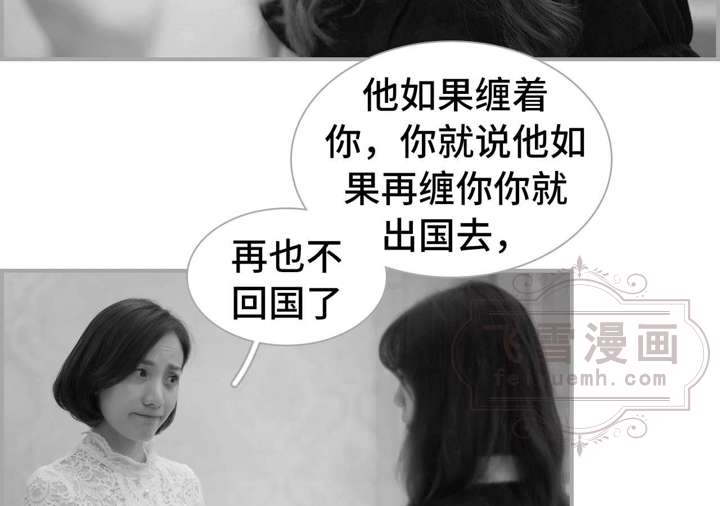 他如果缠着
你，你就说他如
果再缠你你就
出国去，
再也不
回国了
飞雪漫画
feixuemh.com